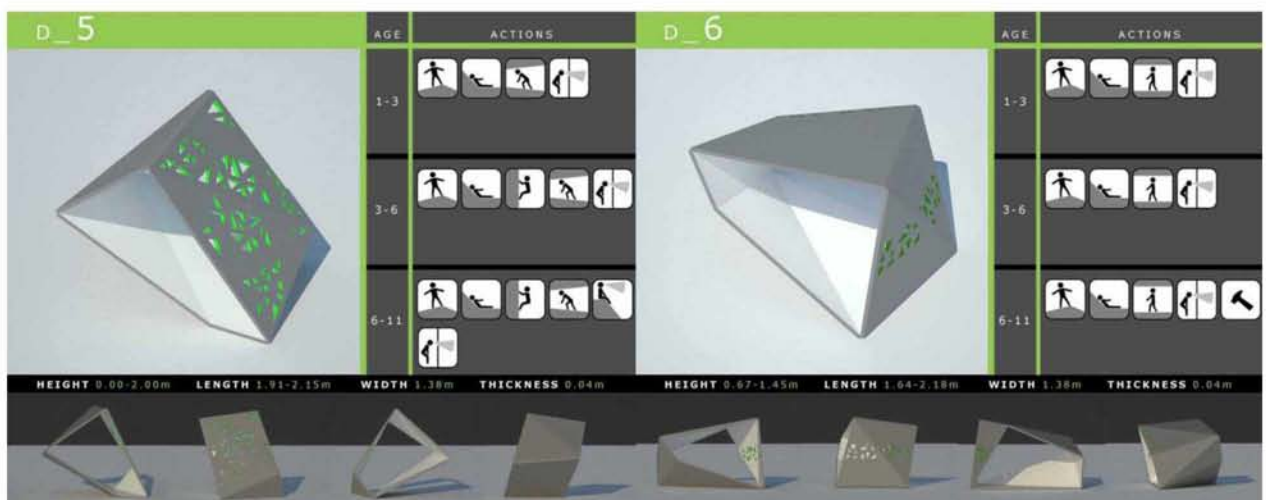 D_5
AGE
ACTIONS
1-3
3-6
6-11
HEIGHT 0.00-2.00m LENGTH 1.91-2.15m WIDTH 1.38m THICKNESS 0.04m
D_6
AGE
ACTIONS
1-3
3-6
6-11
HEIGHT 0.67-1.45m LENGTH 1.64-2.18m WIDTH 1.38m THICKNESS 0.04m